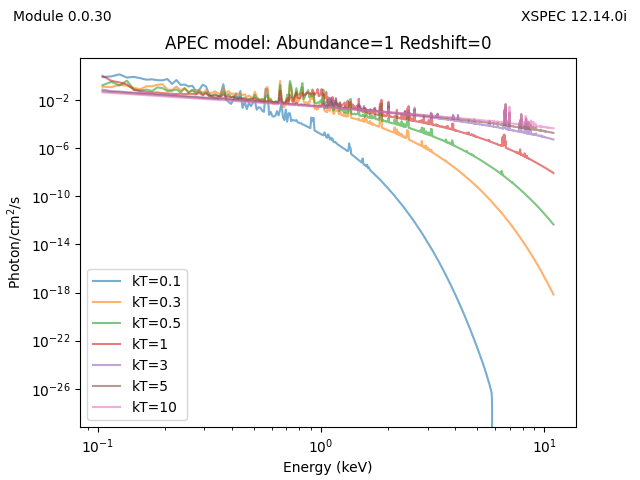 Module 0.0.30
XSPEC 12.14.0i
APEC model: Abundance=1 Redshift=0
Photon/cm²/s
10⁻²
10⁻⁶
10⁻¹⁰
10⁻¹⁴
10⁻¹⁸
10⁻²²
10⁻²⁶
kT=0.1
kT=0.3
kT=0.5
kT=1
kT=3
kT=5
kT=10
10⁻¹
10⁰
10¹
Energy (keV)